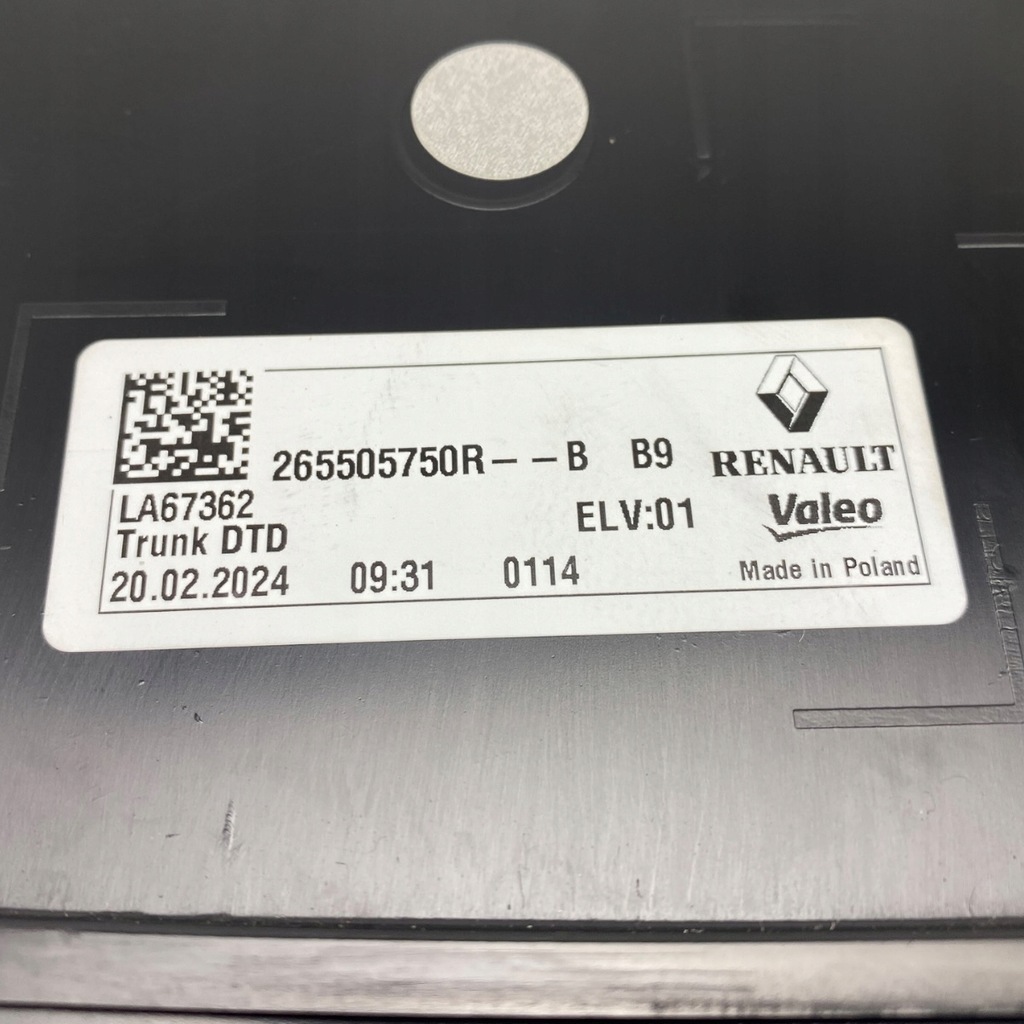 265505750R--B B9
RENAULT
LA67362
ELV:01
Valeo
Trunk DTD
20.02.2024 09:31 0114
Made in Poland